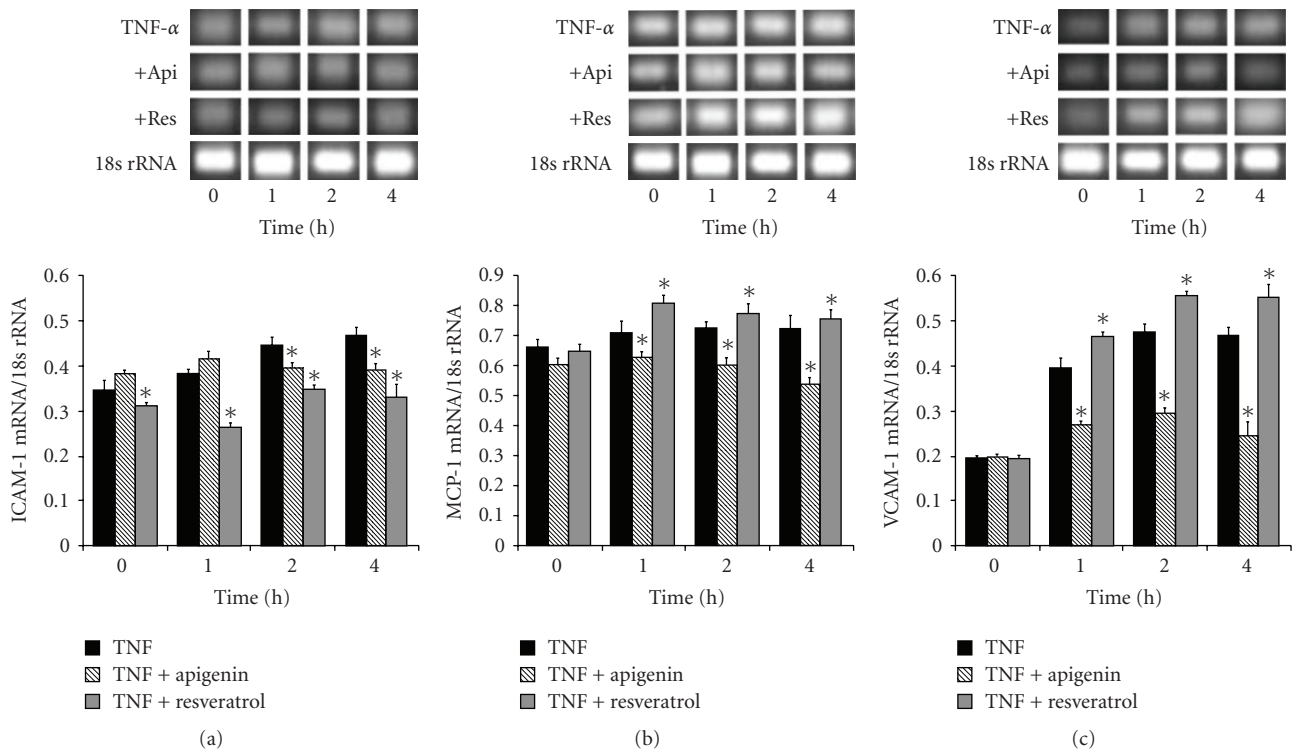 TNF-α
+Api
+Res
18s rRNA
0 1 2 4
Time (h)
TNF-α
+Api
+Res
18s rRNA
0 1 2 4
Time (h)
TNF-α
+Api
+Res
18s rRNA
0 1 2 4
Time (h)
ICAM-1 mRNA/18s rRNA
0.6
0.5
0.4
0.3
0.2
0.1
0
* * * * * *
0 1 2 4
Time (h)
TNF
TNF + apigenin
TNF + resveratrol
(a)
MCP-1 mRNA/18s rRNA
0.9
0.8
0.7
0.6
0.5
0.4
0.3
0.2
0.1
0
* * * * * *
0 1 2 4
Time (h)
TNF
TNF + apigenin
TNF + resveratrol
(b)
VCAM-1 mRNA/18s rRNA
0.6
0.5
0.4
0.3
0.2
0.1
0
* * * * * *
0 1 2 4
Time (h)
TNF
TNF + apigenin
TNF + resveratrol
(c)